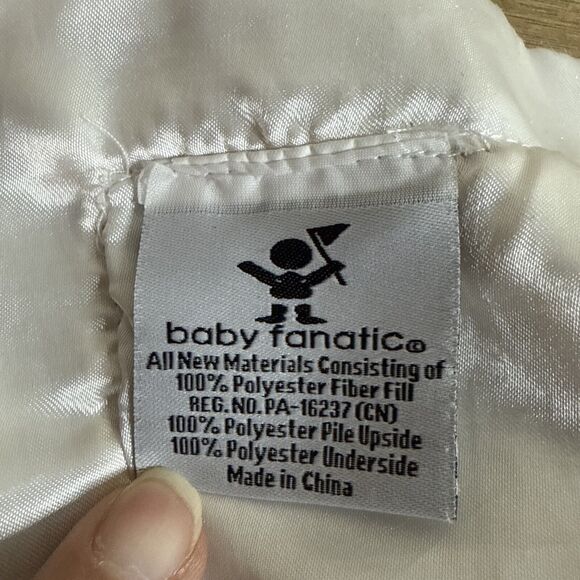 baby fanatic©
All New Materials Consisting of
100% Polyester Fiber Fill
REG. NO. PA-16237 (CN)
100% Polyester Pile Upside
100% Polyester Underside
Made in China